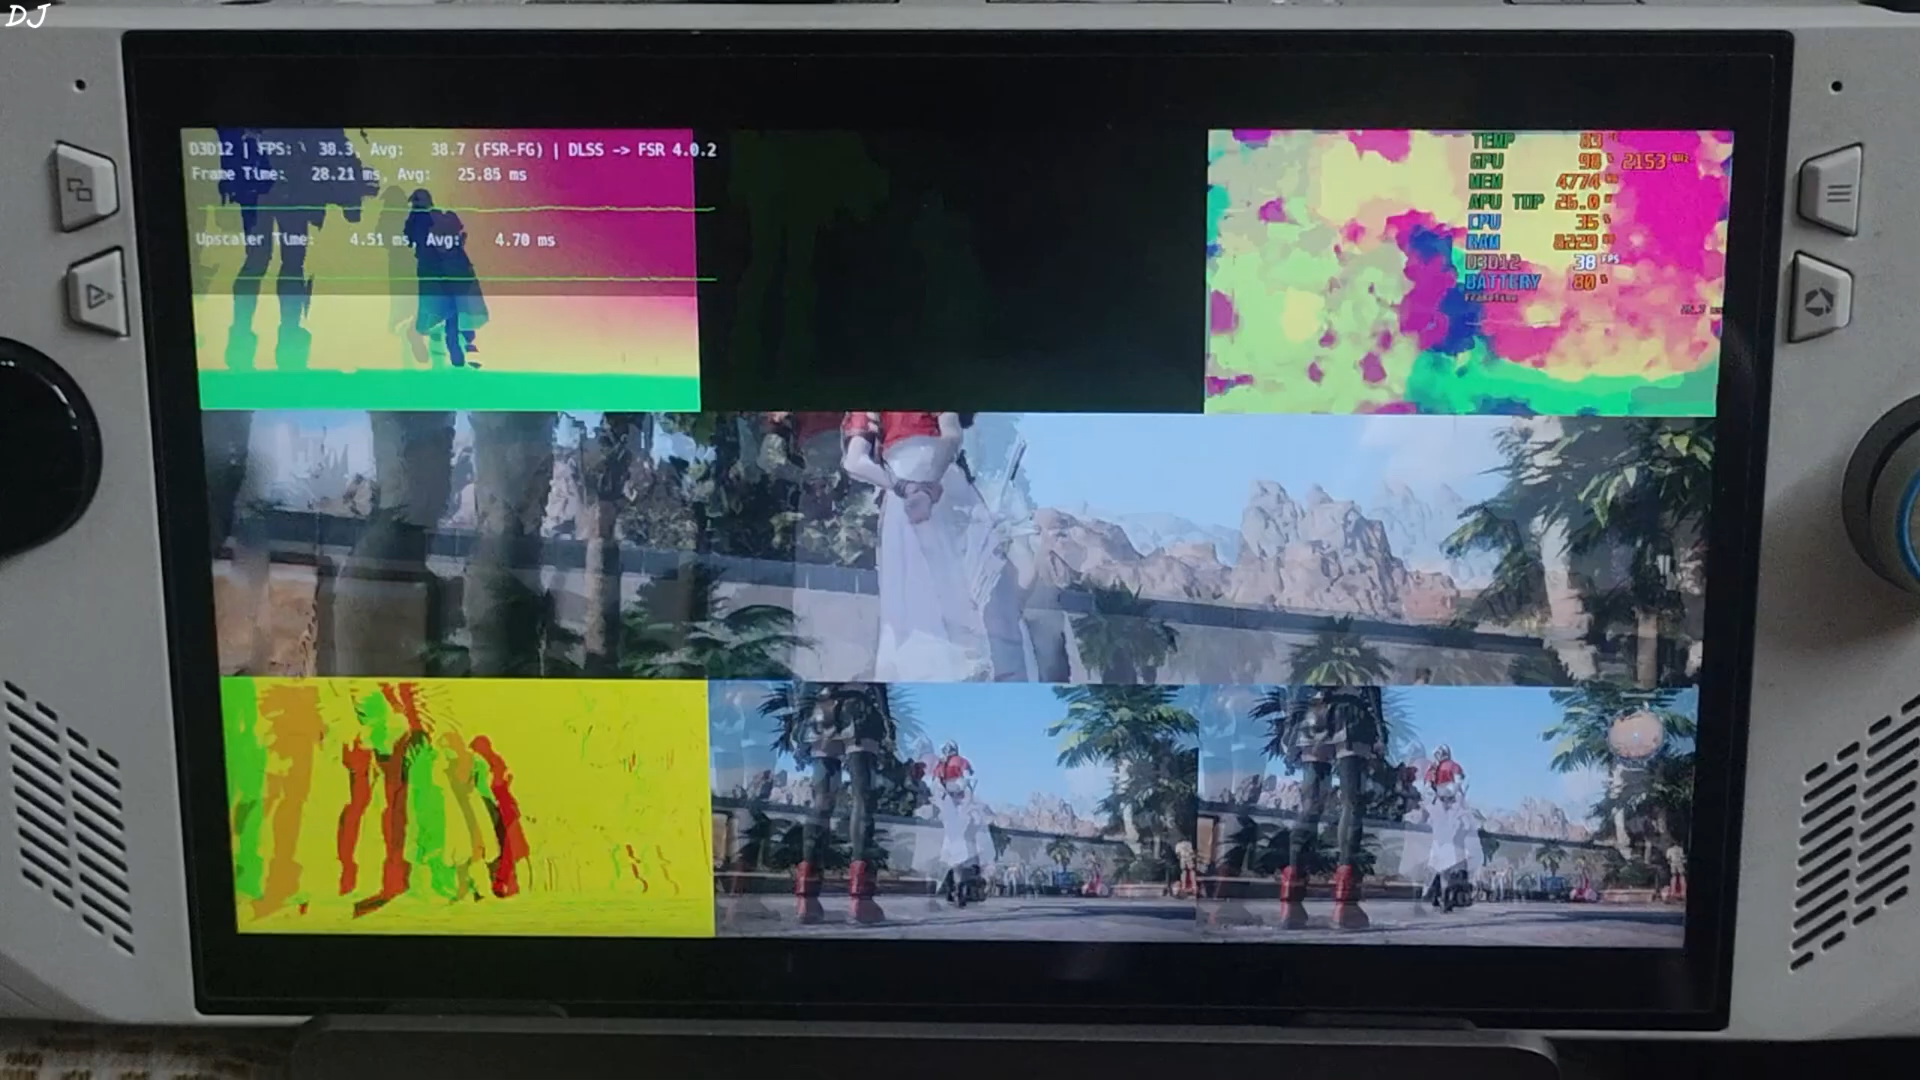 DJ
D3D12 | FPS: 38.3, Avg: 38.7 (FSR-FG) | DLSS -> FSR 4.0.2
Frame Time: 28.21 ms, Avg: 25.85 ms
Upscaler Time: 4.51 ms, Avg: 4.70 ms
TEMP 83
GPU 98 % 2153
MEM 4774
APU TDP 26.0
CPU 35 %
RAM 8229
D3D12 38 FPS
BATTERY 80 %
Frametime